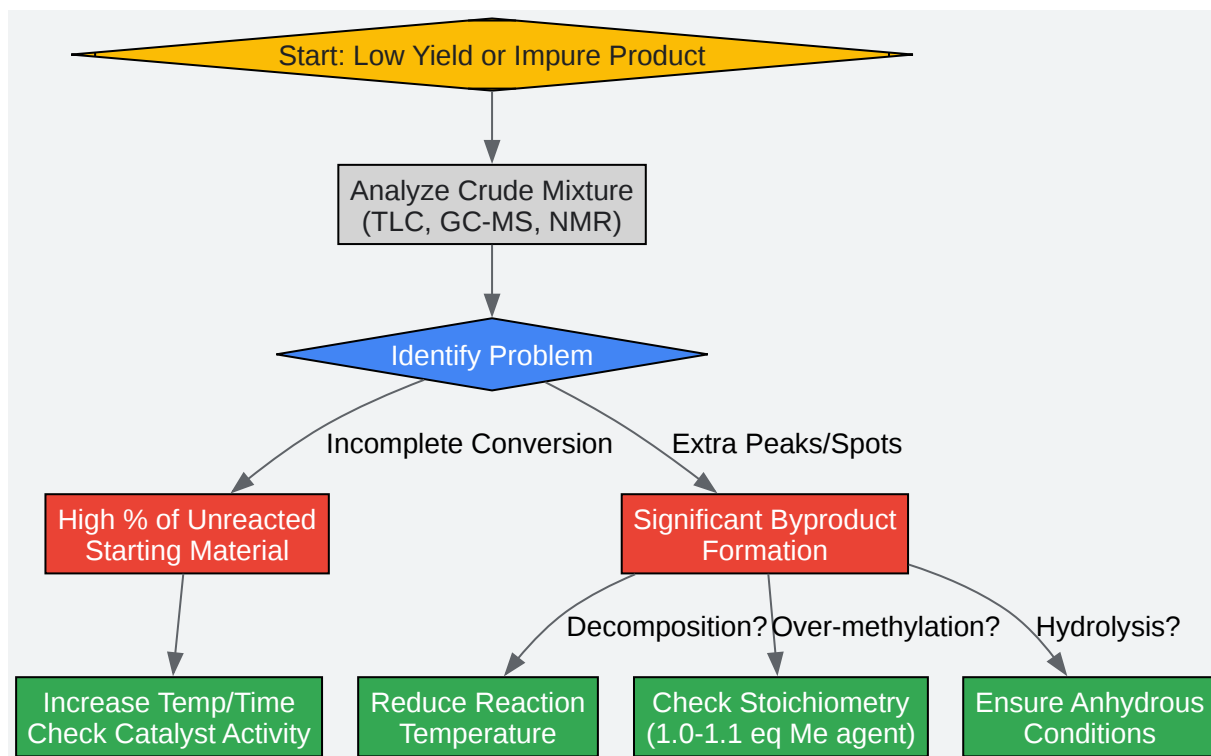 Start: Low Yield or Impure Product
Analyze Crude Mixture
(TLC, GC-MS, NMR)
Identify Problem
Incomplete Conversion
Extra Peaks/Spots
High % of Unreacted
Starting Material
Significant Byproduct
Formation
Decomposition?
Over-methylation?
Hydrolysis?
Increase Temp/Time
Check Catalyst Activity
Reduce Reaction
Temperature
Check Stoichiometry
(1.0-1.1 eq Me agent)
Ensure Anhydrous
Conditions